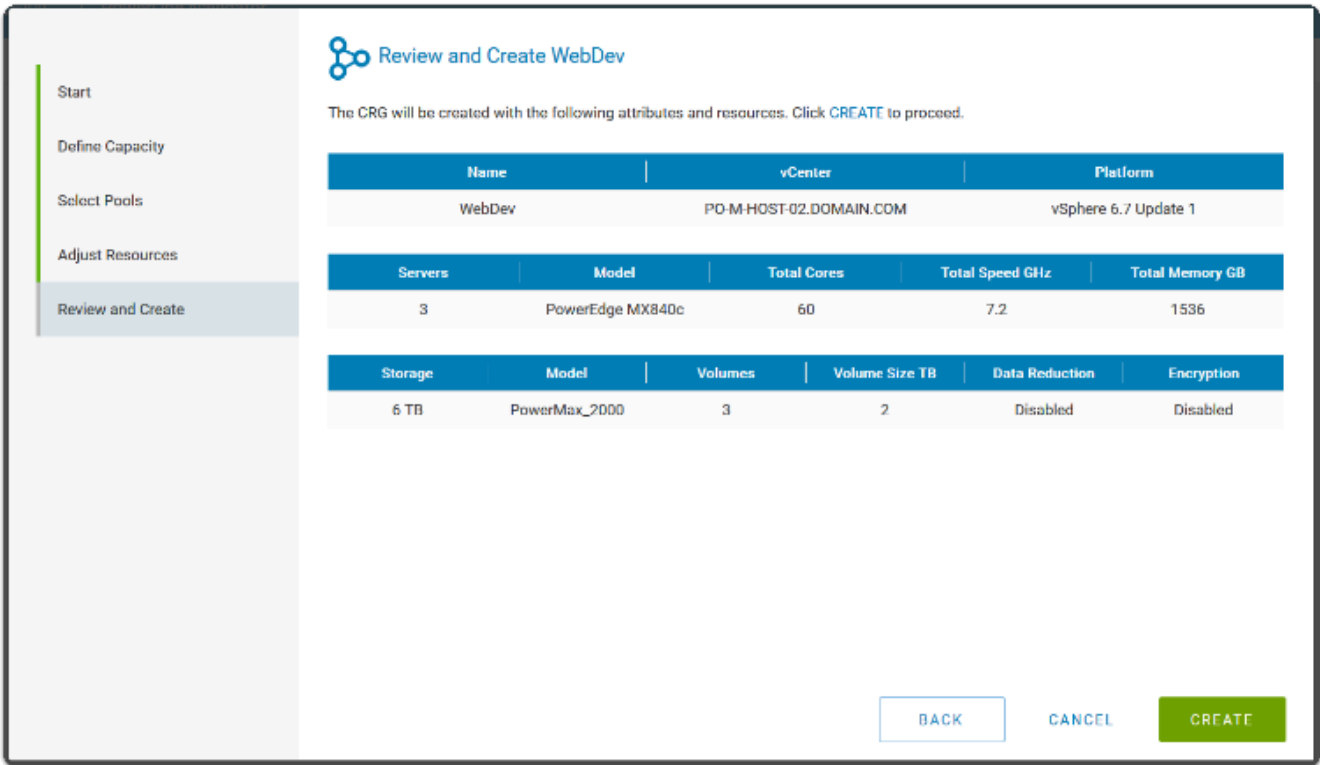 Review and Create WebDev
Start
Define Capacity
Select Pools
Adjust Resources
Review and Create
The CRG will be created with the following attributes and resources. Click CREATE to proceed.
Name vCenter Platform
WebDev PO-M-HOST-02.DOMAIN.COM vSphere 6.7 Update 1
Servers Model Total Cores Total Speed GHz Total Memory GB
3 PowerEdge MX840c 60 7.2 1536
Storage Model Volumes Volume Size TB Data Reduction Encryption
6 TB PowerMax_2000 3 2 Disabled Disabled
BACK CANCEL CREATE